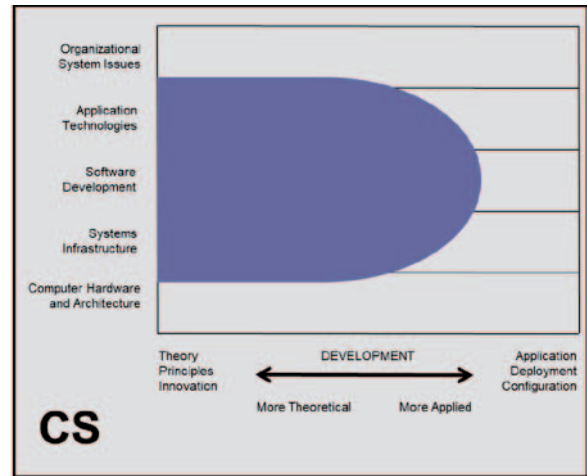 Organizational
System Issues
Application
Technologies
Software
Development
Systems
Infrastructure
Computer Hardware
and Architecture
Theory
Principles
Innovation
DEVELOPMENT
Application
Deployment
Configuration
More Theoretical
More Applied
CS